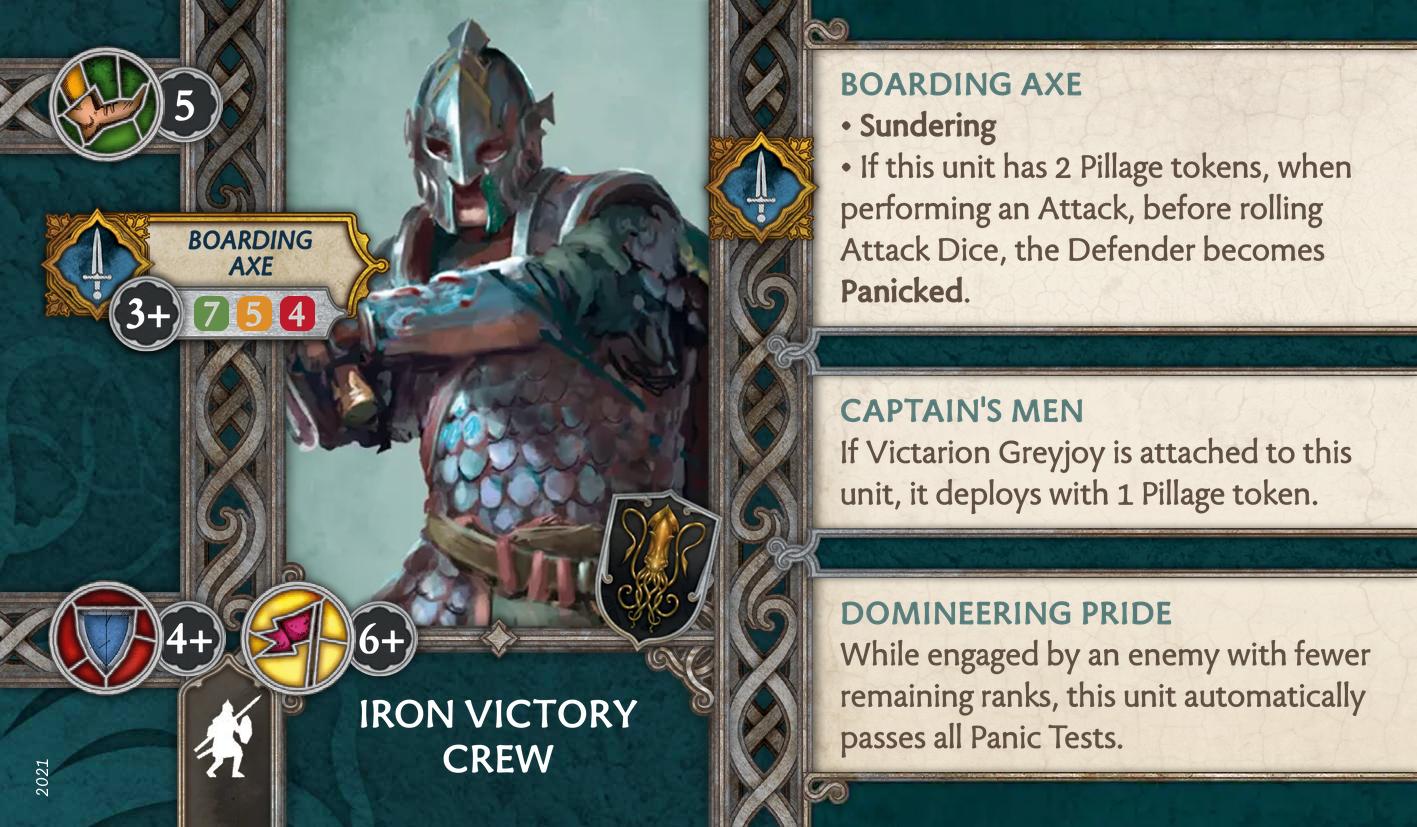 5
BOARDING
AXE
3+ 7 5 4
4+ 6+
IRON VICTORY
CREW
2021
BOARDING AXE
• Sundering
• If this unit has 2 Pillage tokens, when
performing an Attack, before rolling
Attack Dice, the Defender becomes
Panicked.
CAPTAIN'S MEN
If Victarion Greyjoy is attached to this
unit, it deploys with 1 Pillage token.
DOMINEERING PRIDE
While engaged by an enemy with fewer
remaining ranks, this unit automatically
passes all Panic Tests.